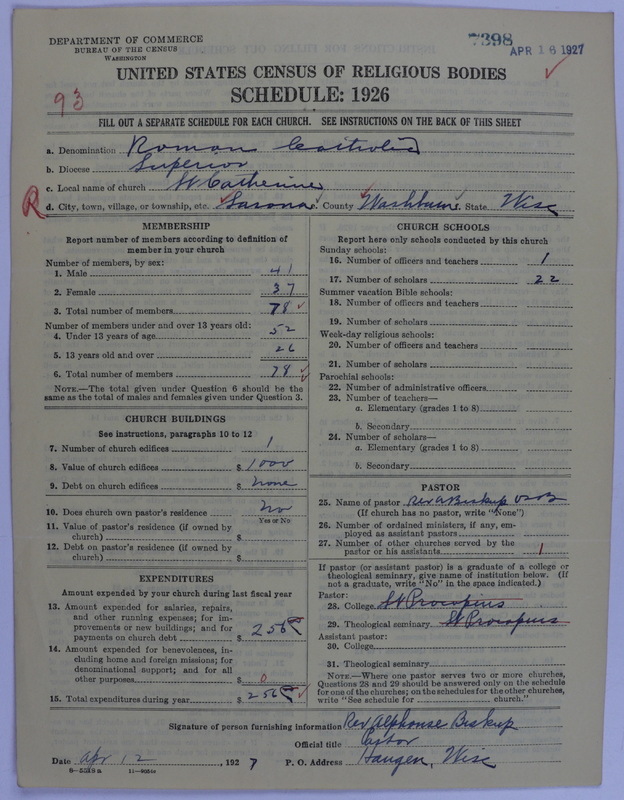 7398
APR 16 1927
DEPARTMENT OF COMMERCE
BUREAU OF THE CENSUS
WASHINGTON
UNITED STATES CENSUS OF RELIGIOUS BODIES
SCHEDULE: 1926
93
FILL OUT A SEPARATE SCHEDULE FOR EACH CHURCH. SEE INSTRUCTIONS ON THE BACK OF THIS SHEET
a. Denomination Roman Catholic
b. Diocese Superior
c. Local name of church St Catherine
R d. City, town, village, or township, etc. Sarona. County Washburn. State Wisc
MEMBERSHIP
Report number of members according to definition of member in your church
Number of members, by sex:
1. Male 41
2. Female 37
3. Total number of members 78
Number of members under and over 13 years old:
4. Under 13 years of age 52
5. 13 years old and over 26
6. Total number of members 78
NOTE.—The total given under Question 6 should be the same as the total of males and females given under Question 3.
CHURCH BUILDINGS
See instructions, paragraphs 10 to 12
7. Number of church edifices 1
8. Value of church edifices $ 1000
9. Debt on church edifices $ none
10. Does church own pastor's residence no
Yes or No
11. Value of pastor's residence (if owned by church) $
12. Debt on pastor's residence (if owned by church) $
EXPENDITURES
Amount expended by your church during last fiscal year
13. Amount expended for salaries, repairs, and other running expenses; for improvements or new buildings; and for payments on church debt $ 256
14. Amount expended for benevolences, including home and foreign missions; for denominational support; and for all other purposes $ 0
15. Total expenditures during year $ 256
CHURCH SCHOOLS
Report here only schools conducted by this church
Sunday schools:
16. Number of officers and teachers 1
17. Number of scholars 22
Summer vacation Bible schools:
18. Number of officers and teachers
19. Number of scholars
Week-day religious schools:
20. Number of officers and teachers
21. Number of scholars
Parochial schools:
22. Number of administrative officers
23. Number of teachers—
a. Elementary (grades 1 to 8)
b. Secondary
24. Number of scholars—
a. Elementary (grades 1 to 8)
b. Secondary
PASTOR
25. Name of pastor Rev A Biskup OSB
(If church has no pastor, write "None")
26. Number of ordained ministers, if any, employed as assistant pastors
27. Number of other churches served by the pastor or his assistants 1
If pastor (or assistant pastor) is a graduate of a college or theological seminary, give name of institution below. (If not a graduate, write "No" in the space indicated.)
Pastor:
28. College St Procopius
29. Theological seminary St Procopius
Assistant pastor:
30. College
31. Theological seminary
NOTE.—Where one pastor serves two or more churches, Questions 28 and 29 should be answered only on the schedule for one of the churches; on the schedules for the other churches, write "See schedule for church."
Signature of person furnishing information Rev Alphonse Biskup
Official title Pastor
Date Apr 12, 1927 P. O. Address Haugen, Wisc